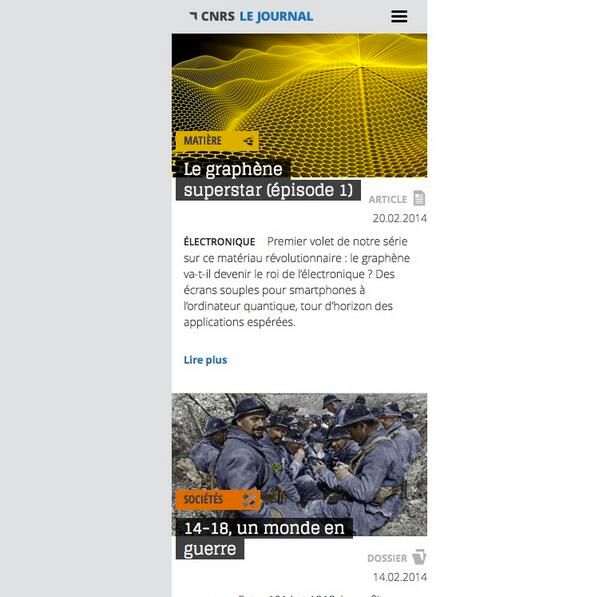 CNRS LE JOURNAL
MATIÈRE
Le graphène
superstar (épisode 1)
ARTICLE
20.02.2014
ÉLECTRONIQUE Premier volet de notre série
sur ce matériau révolutionnaire : le graphène
va-t-il devenir le roi de l’électronique ? Des
écrans souples pour smartphones à
l’ordinateur quantique, tour d’horizon des
applications espérées.
Lire plus
SOCIÉTÉS
14-18, un monde en
guerre
DOSSIER
14.02.2014